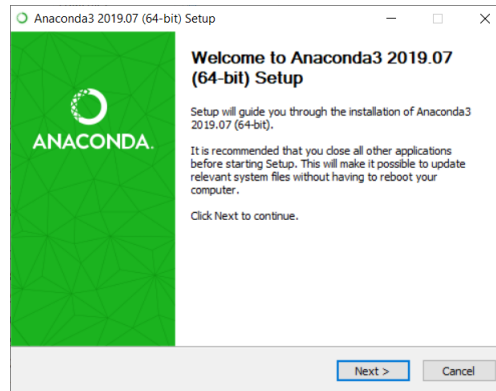 Anaconda3 2019.07 (64-bit) Setup
Welcome to Anaconda3 2019.07
(64-bit) Setup
Setup will guide you through the installation of Anaconda3
2019.07 (64-bit).
It is recommended that you close all other applications
before starting Setup. This will make it possible to update
relevant system files without having to reboot your
computer.
Click Next to continue.
ANACONDA.
Next >
Cancel